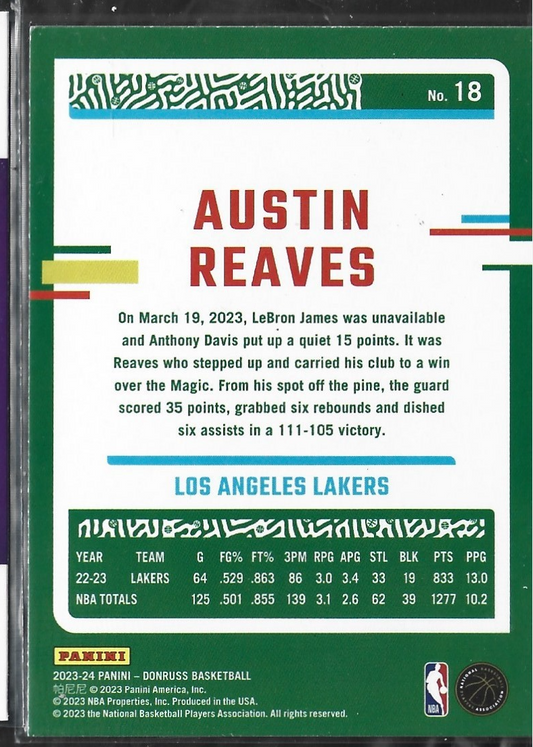 No. 18
AUSTIN
REAVES
On March 19, 2023, LeBron James was unavailable
and Anthony Davis put up a quiet 15 points. It was
Reaves who stepped up and carried his club to a win
over the Magic. From his spot off the pine, the guard
scored 35 points, grabbed six rebounds and dished
six assists in a 111-105 victory.
LOS ANGELES LAKERS
YEAR TEAM G FG% FT% 3PM RPG APG STL BLK PTS PPG
22-23 LAKERS 64 .529 .863 86 3.0 3.4 33 19 833 13.0
NBA TOTALS 125 .501 .855 139 3.1 2.6 62 39 1277 10.2
PANINI
2023-24 PANINI – DONRUSS BASKETBALL
帕尼尼 © 2023 Panini America, Inc.
© 2023 NBA Properties, Inc. Produced in the USA.
© 2023 the National Basketball Players Association. All rights reserved.
NBA
NATIONAL BASKETBALL
ASSOCIATION